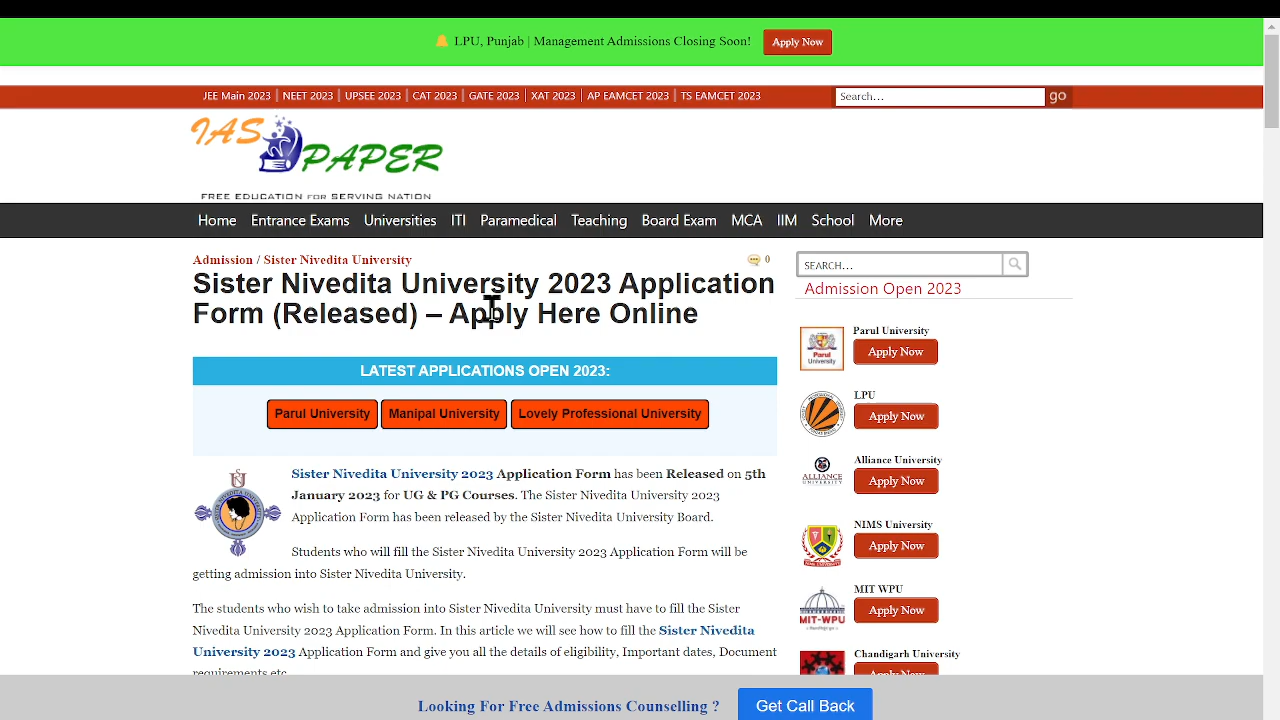 🔔 LPU, Punjab | Management Admissions Closing Soon! Apply Now
JEE Main 2023 | NEET 2023 | UPSEE 2023 | CAT 2023 | GATE 2023 | XAT 2023 | AP EAMCET 2023 | TS EAMCET 2023
Search... go
IAS PAPER
FREE EDUCATION FOR SERVING NATION
Home Entrance Exams Universities ITI Paramedical Teaching Board Exam MCA IIM School More
Admission / Sister Nivedita University 0
Sister Nivedita University 2023 Application
Form (Released) – Apply Here Online
LATEST APPLICATIONS OPEN 2023:
Parul University Manipal University Lovely Professional University
Sister Nivedita University 2023 Application Form has been Released on 5th
January 2023 for UG & PG Courses. The Sister Nivedita University 2023
Application Form has been released by the Sister Nivedita University Board.
Students who will fill the Sister Nivedita University 2023 Application Form will be
getting admission into Sister Nivedita University.
The students who wish to take admission into Sister Nivedita University must have to fill the Sister
Nivedita University 2023 Application Form. In this article we will see how to fill the Sister Nivedita
University 2023 Application Form and give you all the details of eligibility, Important dates, Document
requirements etc.
SEARCH...
Admission Open 2023
Parul University
Parul University
Apply Now
LPU
Apply Now
Alliance University
ALLIANCE
UNIVERSITY
Apply Now
NIMS University
Apply Now
MIT WPU
MIT-WPU
Apply Now
Chandigarh University
Apply Now
Looking For Free Admissions Counselling ? Get Call Back